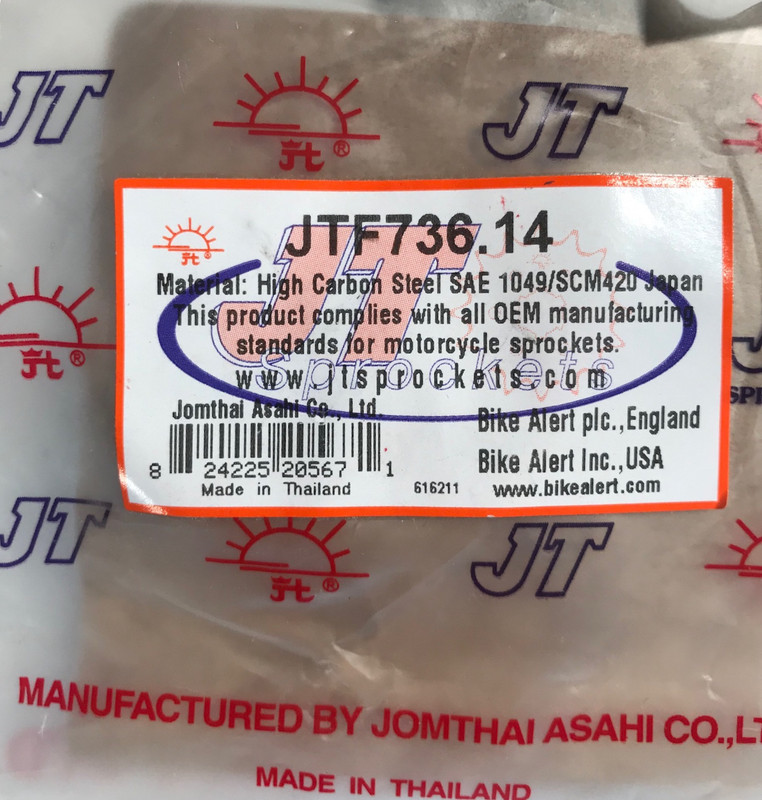 JT
JT
ЖT®
JTF736.14
ЖT
Material: High Carbon Steel SAE 1049/SCM420 Japan
This product complies with all OEM manufacturing
standards for motorcycle sprockets.
JT
Sprockets
www.jtsprockets.com
Jomthai Asahi Co., Ltd.
Bike Alert plc.,England
8 24225 20567 1
Bike Alert Inc.,USA
Made in Thailand
616211
www.bikealert.com
JT
JT
MANUFACTURED BY JOMTHAI ASAHI CO.,LT
MADE IN THAILAND